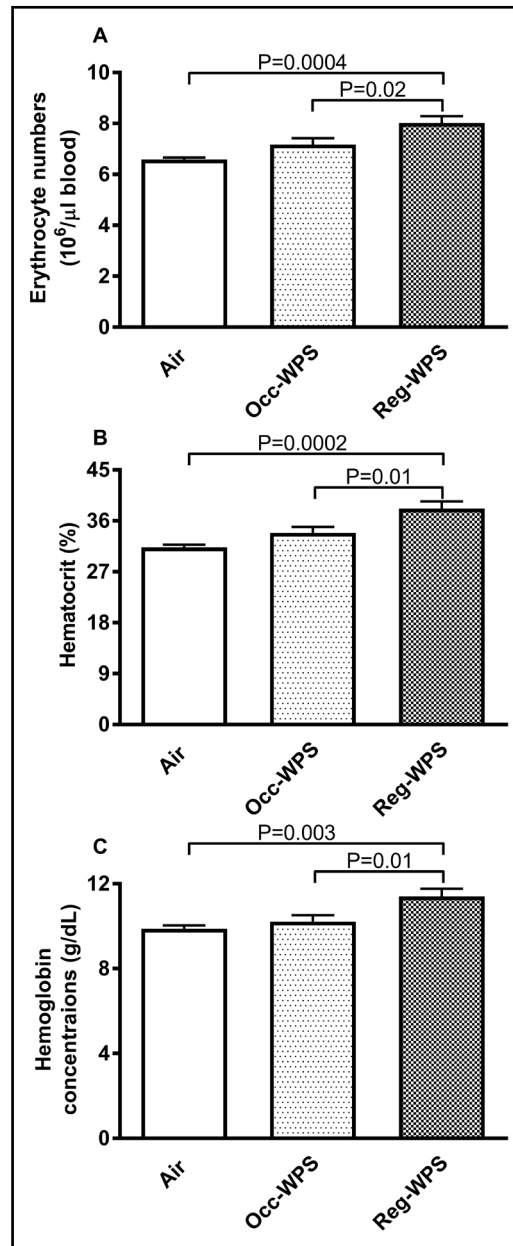 A
P=0.0004
P=0.02
Erythrocyte numbers
(10⁶/µl blood)
10
8
6
4
2
0
Air
Occ-WPS
Reg-WPS
B
P=0.0002
P=0.01
Hematocrit (%)
45
36
27
18
9
0
Air
Occ-WPS
Reg-WPS
C
P=0.003
P=0.01
Hemoglobin
concentraions (g/dL)
12
8
4
0
Air
Occ-WPS
Reg-WPS